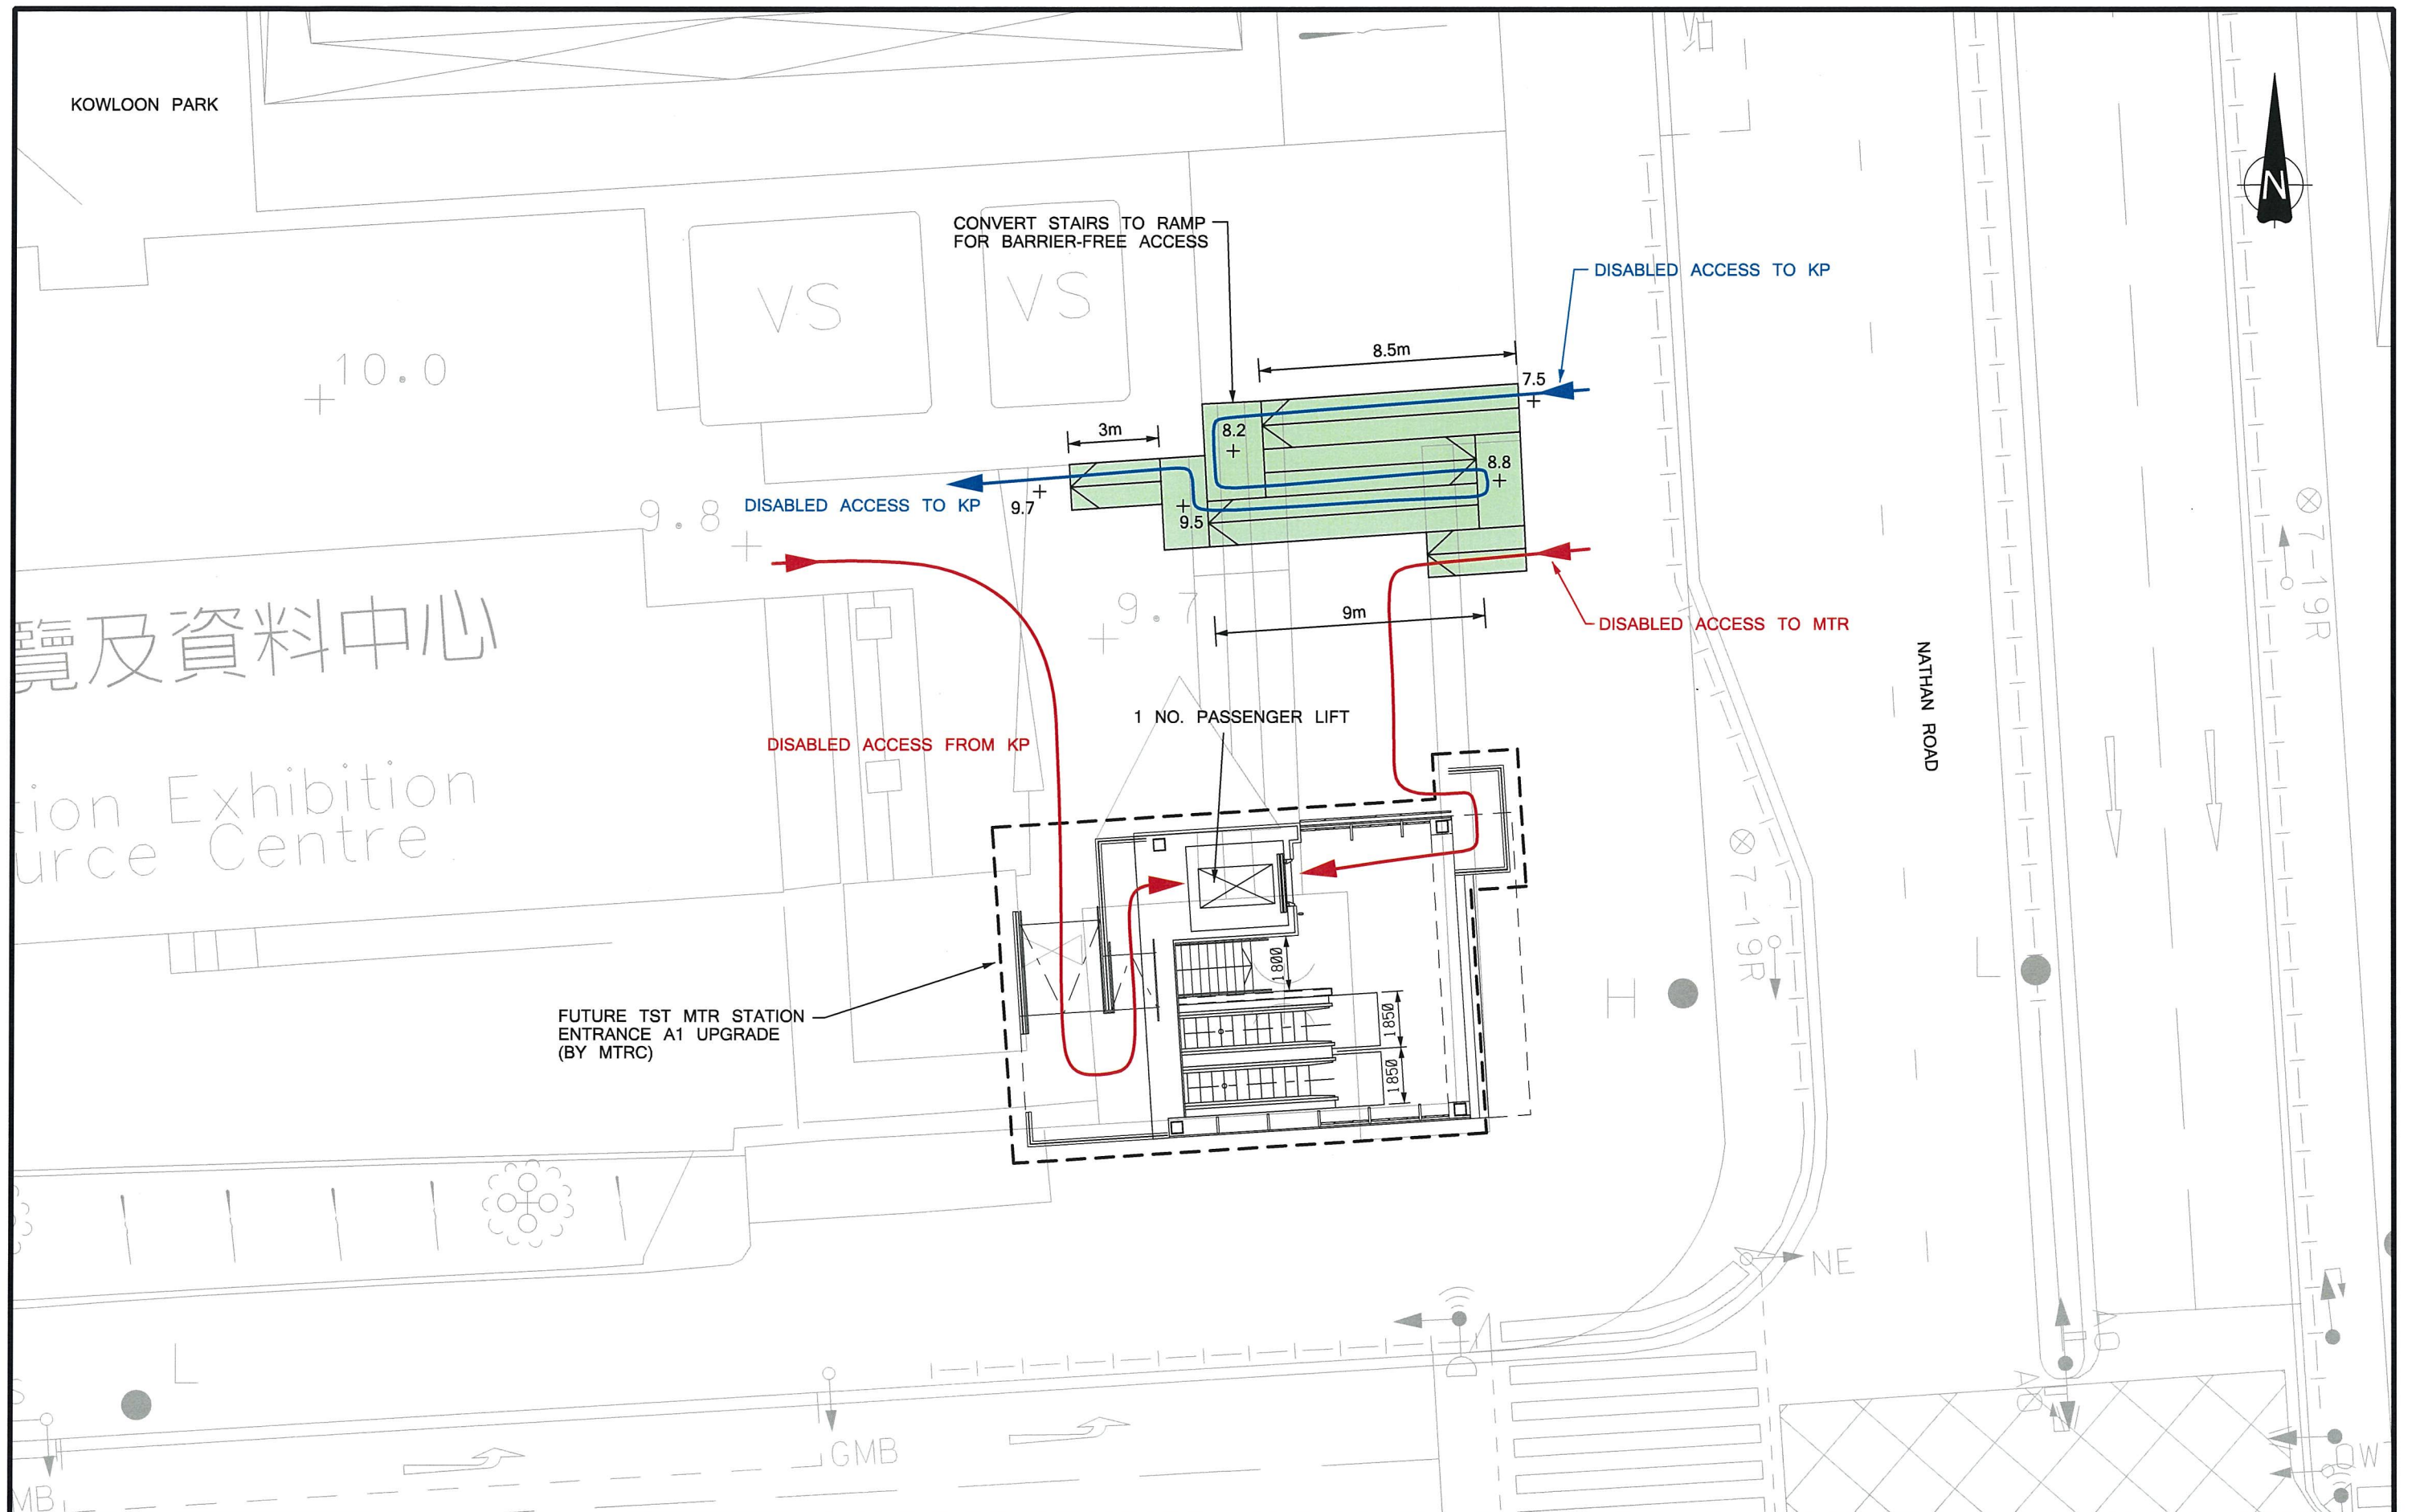 站
KOWLOON PARK
N
CONVERT STAIRS TO RAMP
FOR BARRIER-FREE ACCESS
DISABLED ACCESS TO KP
VS
VS
10.0
8.5m
7.5
3m
8.2
8.8
9.7
9.5
DISABLED ACCESS TO KP
9.8
7-19R
9.7
9m
DISABLED ACCESS TO MTR
覽及資料中心
NATHAN ROAD
1 NO. PASSENGER LIFT
DISABLED ACCESS FROM KP
tion Exhibition
urce Centre
7-19R
1800
L
H
FUTURE TST MTR STATION
ENTRANCE A1 UPGRADE
(BY MTRC)
1850
1850
NE
L
GMB
MB